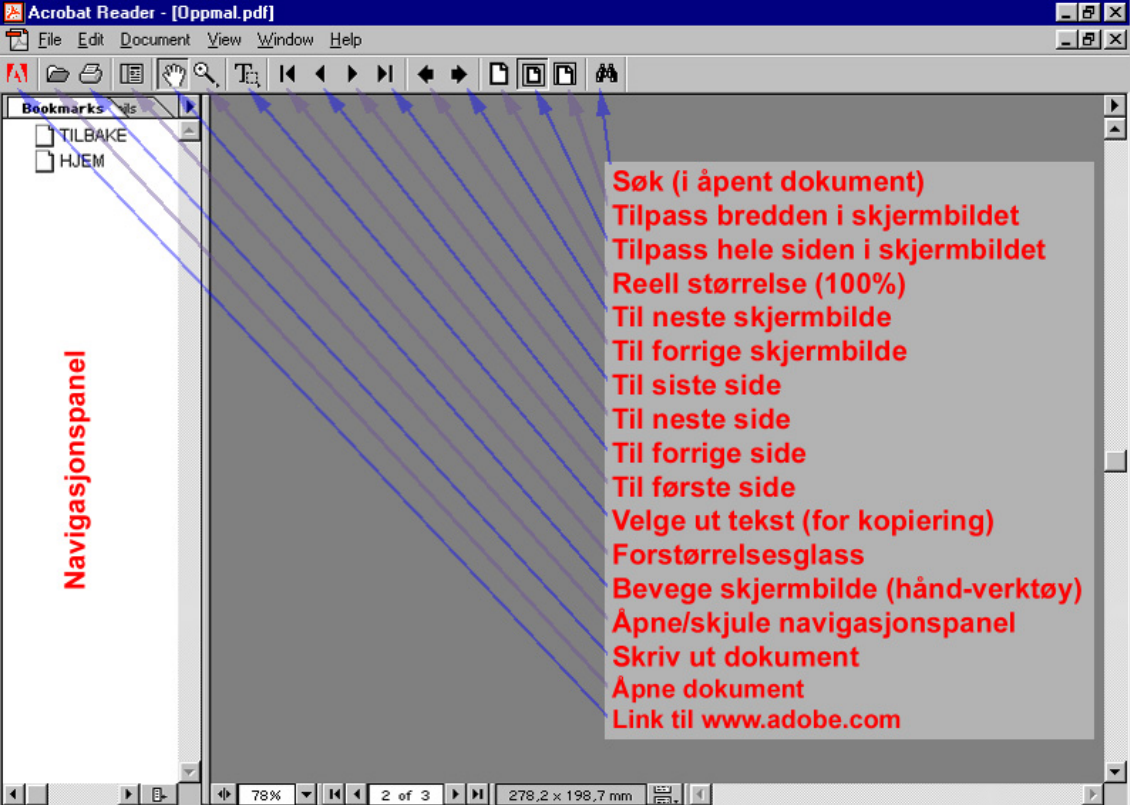 Acrobat Reader - [Oppmal.pdf]
File Edit Document View Window Help
Bookmarks
TILBAKE
HJEM
Navigasjonspanel
Søk (i åpent dokument)
Tilpass bredden i skjermbildet
Tilpass hele siden i skjermbildet
Reell størrelse (100%)
Til neste skjermbilde
Til forrige skjermbilde
Til siste side
Til neste side
Til forrige side
Til første side
Velge ut tekst (for kopiering)
Forstørrelsesglass
Bevege skjermbilde (hånd-verktøy)
Åpne/skjule navigasjonspanel
Skriv ut dokument
Åpne dokument
Link til www.adobe.com
78% 2 of 3 278,2 x 198,7 mm